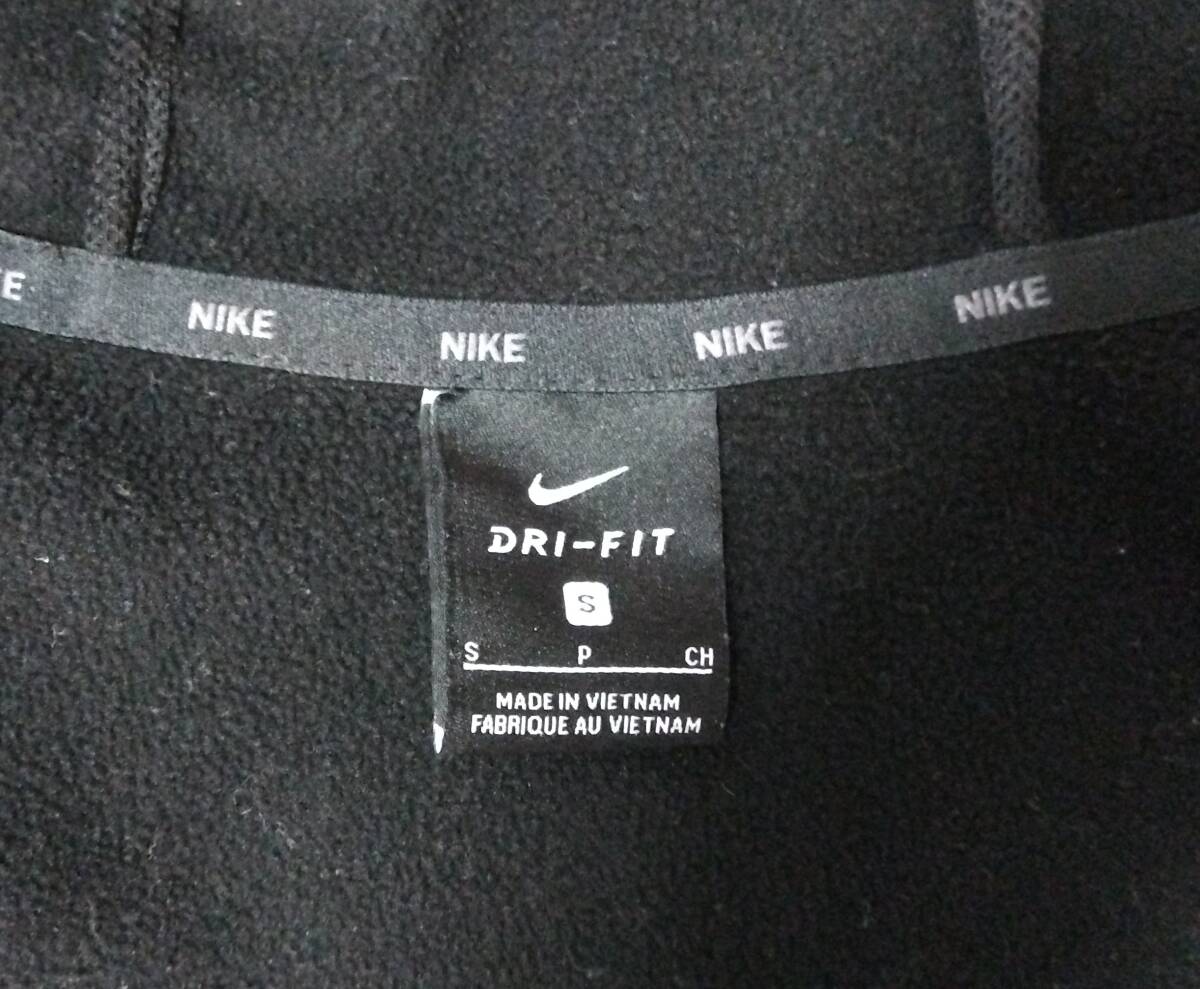 E NIKE NIKE NIKE NIKE
DRI-FIT
S
S P CH
MADE IN VIETNAM
FABRIQUE AU VIETNAM